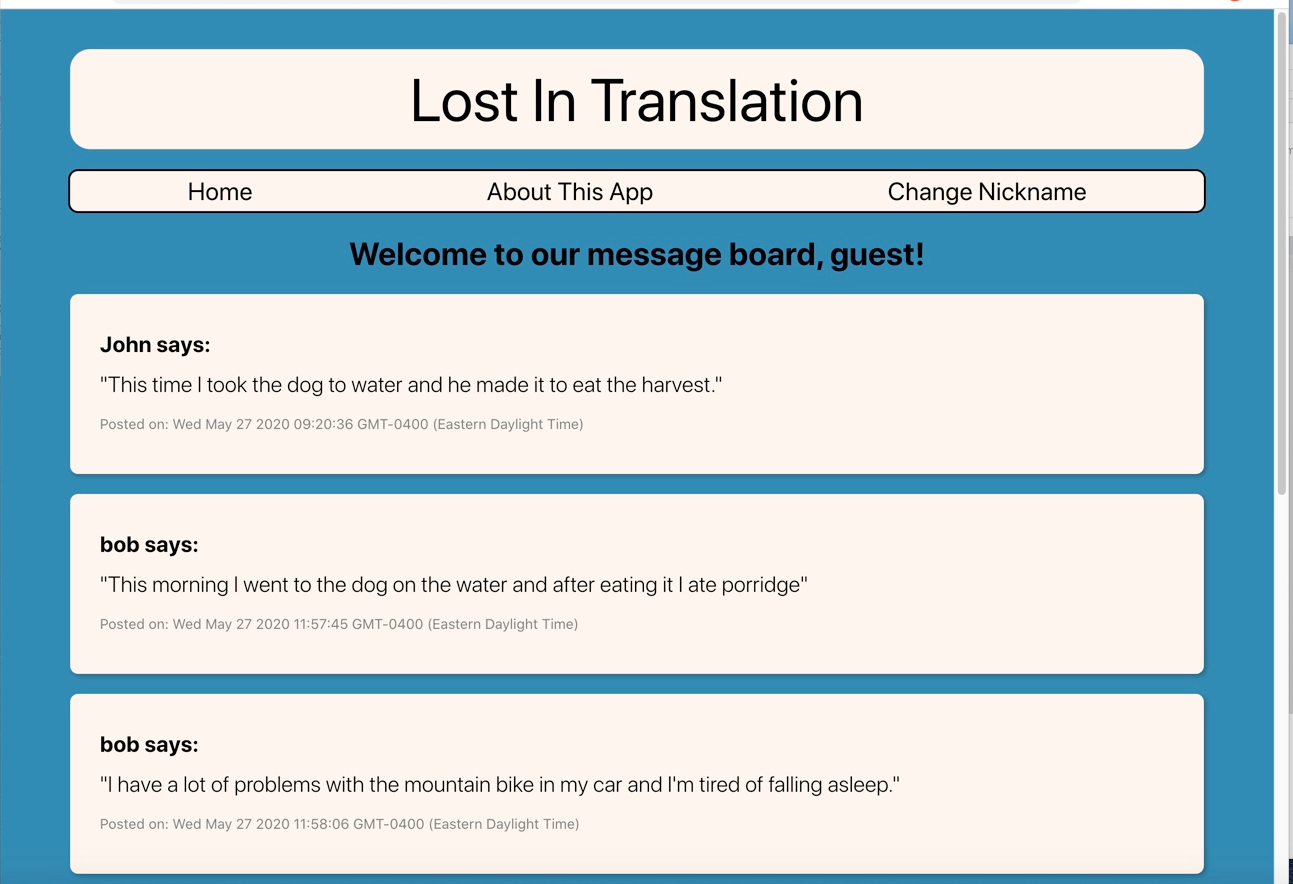 Lost In Translation
Home About This App Change Nickname
Welcome to our message board, guest!
John says:
"This time I took the dog to water and he made it to eat the harvest."
Posted on: Wed May 27 2020 09:20:36 GMT-0400 (Eastern Daylight Time)
bob says:
"This morning I went to the dog on the water and after eating it I ate porridge"
Posted on: Wed May 27 2020 11:57:45 GMT-0400 (Eastern Daylight Time)
bob says:
"I have a lot of problems with the mountain bike in my car and I'm tired of falling asleep."
Posted on: Wed May 27 2020 11:58:06 GMT-0400 (Eastern Daylight Time)